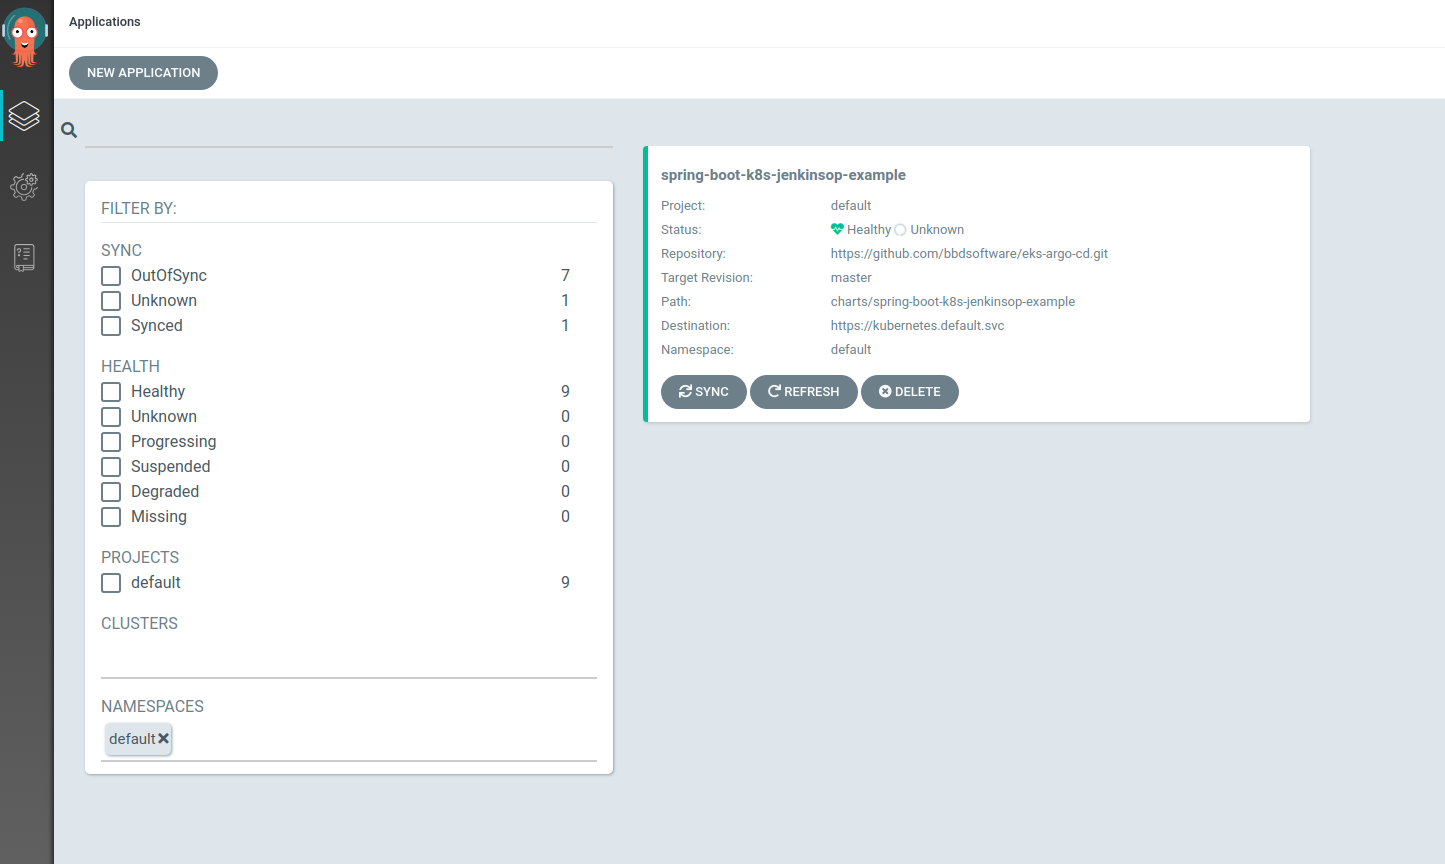 Applications
NEW APPLICATION
FILTER BY:
SYNC
OutOfSync 7
Unknown 1
Synced 1
HEALTH
Healthy 9
Unknown 0
Progressing 0
Suspended 0
Degraded 0
Missing 0
PROJECTS
default 9
CLUSTERS
NAMESPACES
default
spring-boot-k8s-jenkinsop-example
Project: default
Status: Healthy Unknown
Repository: https://github.com/bbdsoftware/eks-argo-cd.git
Target Revision: master
Path: charts/spring-boot-k8s-jenkinsop-example
Destination: https://kubernetes.default.svc
Namespace: default
SYNC REFRESH DELETE